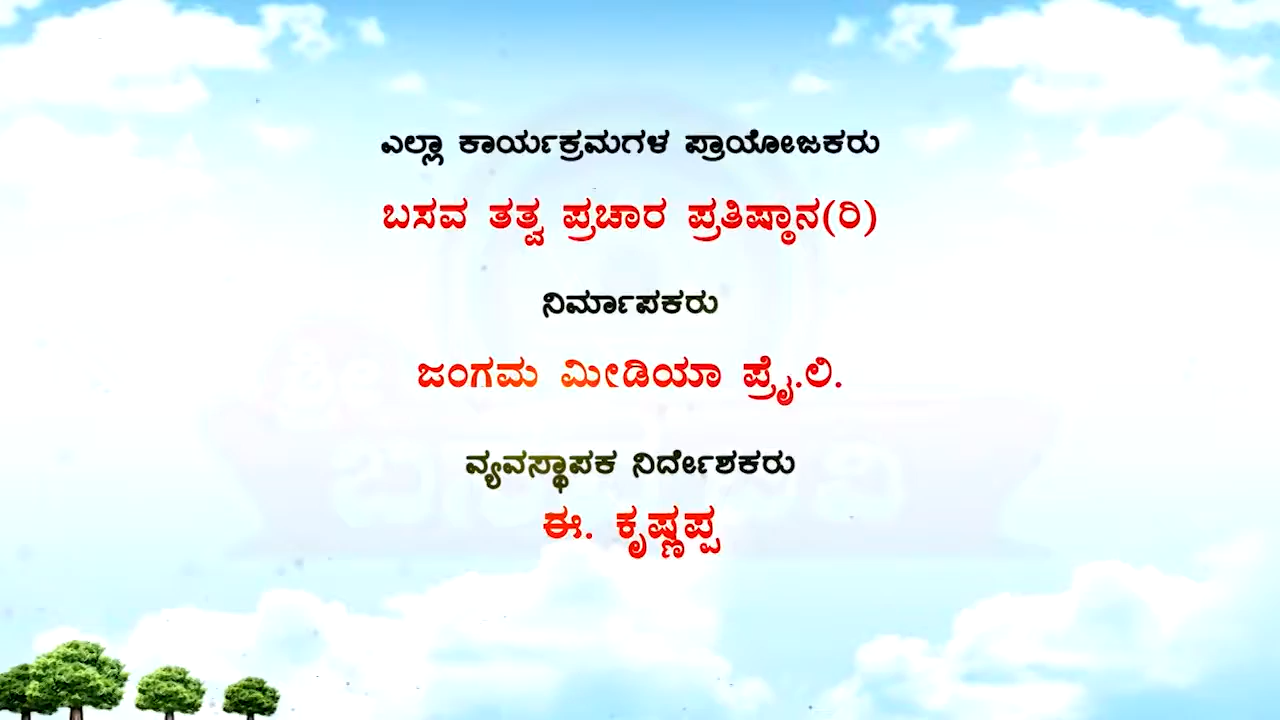 ಎಲ್ಲಾ ಕಾರ್ಯಕ್ರಮಗಳ ಪ್ರಾಯೋಜಕರು
ಬಸವ ತತ್ವ ಪ್ರಚಾರ ಪ್ರತಿಷ್ಠಾನ(ರಿ)
ನಿರ್ಮಾಪಕರು
ಜಂಗಮ ಮೀಡಿಯಾ ಪ್ರೈ.ಲಿ.
ವ್ಯವಸ್ಥಾಪಕ ನಿರ್ದೇಶಕರು
ಈ. ಕೃಷ್ಣಪ್ಪ